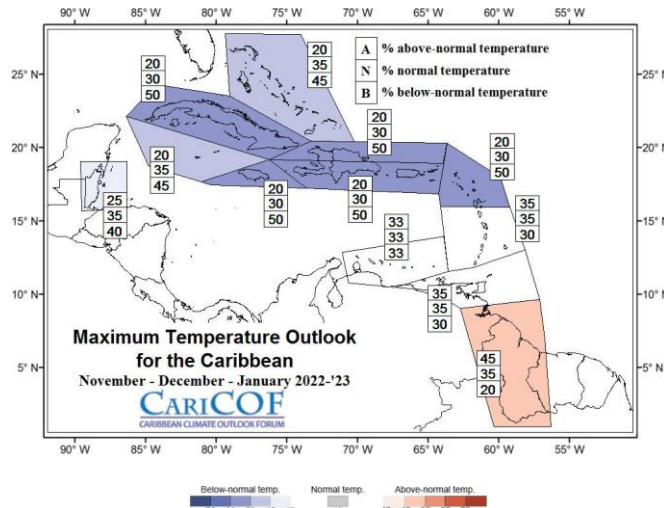 A % above-normal temperature
N % normal temperature
B % below-normal temperature
25° N
20° N
15° N
10° N
5° N
20
30
50
20
35
45
20
30
50
20
30
50
20
35
45
25
35
40
20
30
50
20
30
50
35
35
30
33
33
33
35
35
30
45
35
20
Maximum Temperature Outlook
for the Caribbean
November - December - January 2022-'23
CARICOF
CARIBBEAN CLIMATE OUTLOOK FORUM
25° N
20° N
15° N
10° N
5° N
90° W 85° W 80° W 75° W 70° W 65° W 60° W 55° W
90° W 85° W 80° W 75° W 70° W 65° W 60° W 55° W
Below-normal temp. Normal temp. Above-normal temp.